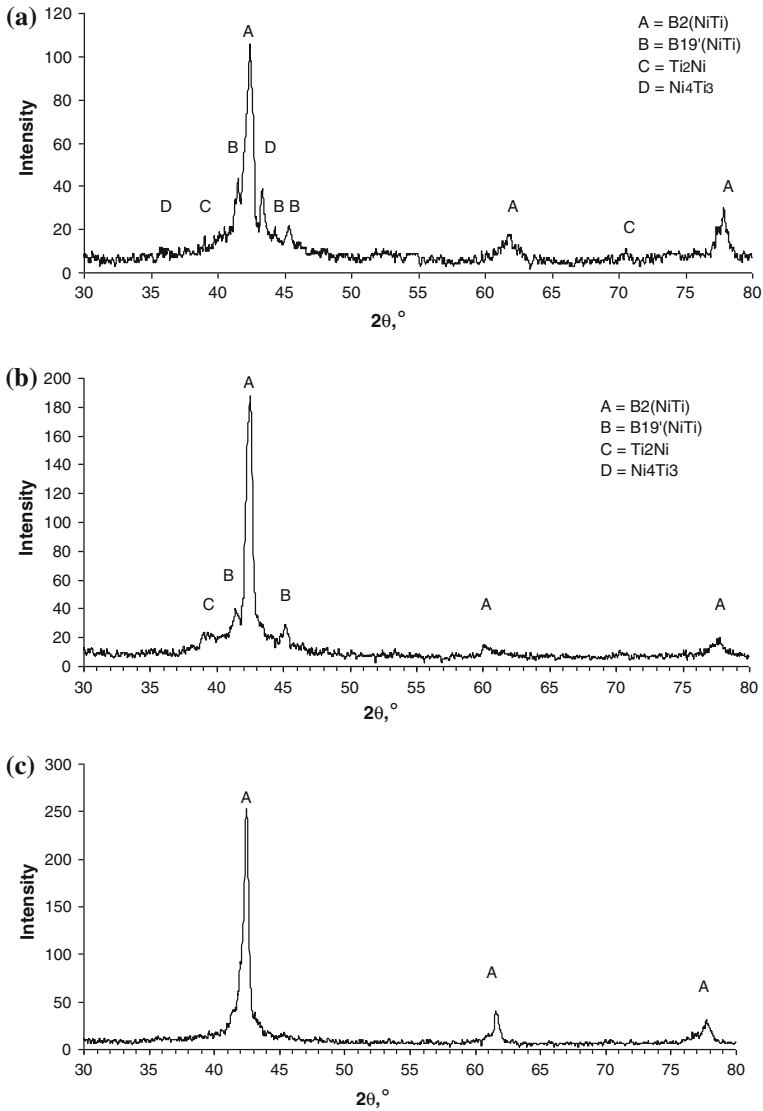 (a)
120
100
80
60
40
20
0
Intensity
A
B
D
D
C
B
B
A
C
A
A = B2(NiTi)
B = B19'(NiTi)
C = Ti2Ni
D = Ni4Ti3
30 35 40 45 50 55 60 65 70 75 80
2θ,°
(b)
200
180
160
140
120
100
80
60
40
20
0
Intensity
A
B
C
B
A
A
A = B2(NiTi)
B = B19'(NiTi)
C = Ti2Ni
D = Ni4Ti3
30 35 40 45 50 55 60 65 70 75 80
2θ,°
(c)
300
250
200
150
100
50
0
Intensity
A
A
A
30 35 40 45 50 55 60 65 70 75 80
2θ,°